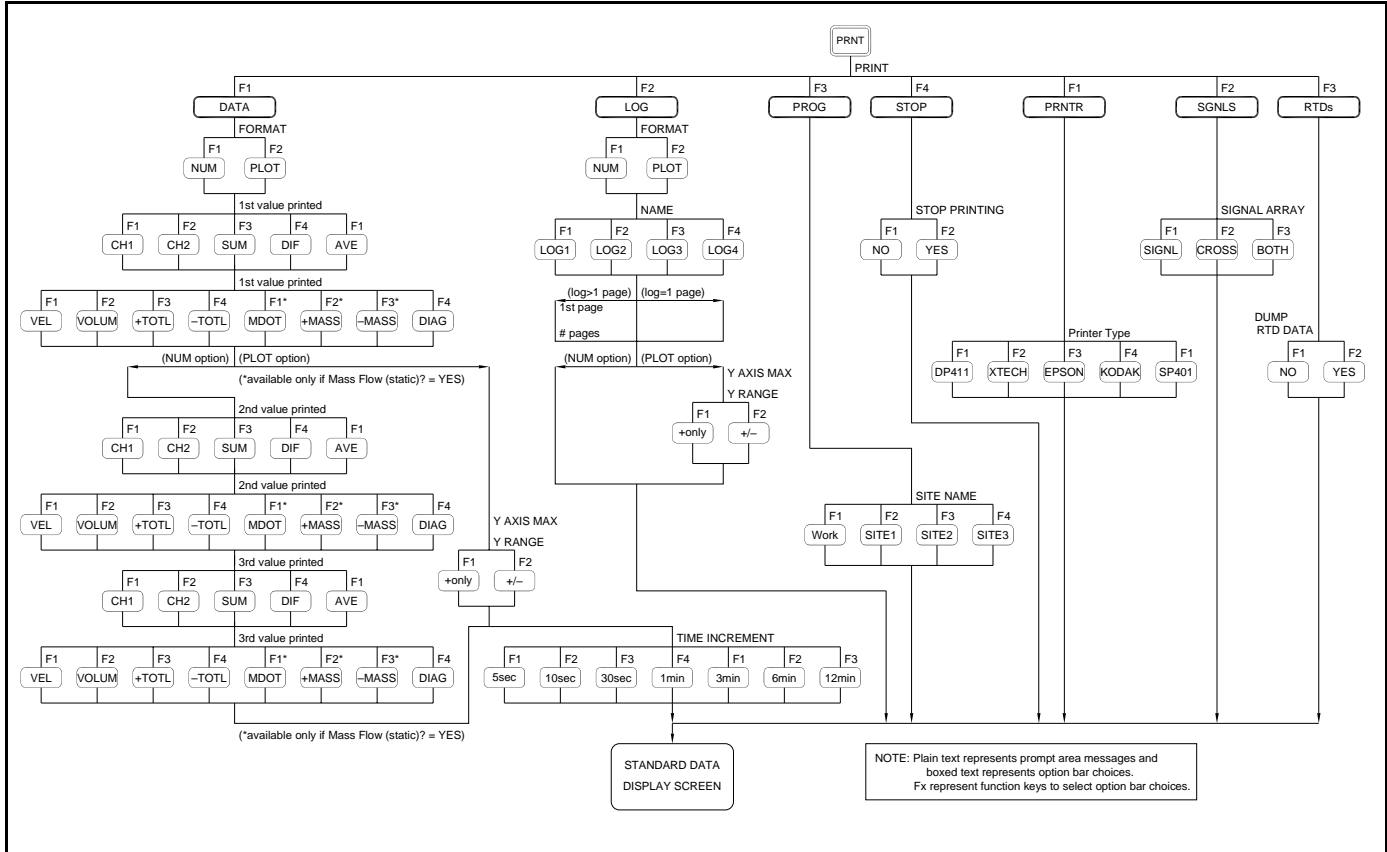 PRNT
PRINT
F1 F2 F3 F4 F1 F2 F3
DATA LOG PROG STOP PRNTR SGNLS RTDs
FORMAT FORMAT
F1 F2 F1 F2
NUM PLOT NUM PLOT
1st value printed NAME STOP PRINTING SIGNAL ARRAY
F1 F2 F3 F4 F1 F1 F2 F3 F4 F1 F2 F1 F2 F3
CH1 CH2 SUM DIF AVE LOG1 LOG2 LOG3 LOG4 NO YES SIGNL CROSS BOTH
1st value printed (log>1 page) (log=1 page)
F1 F2 F3 F4 F1* F2* F3* F4 1st page
VEL VOLUM +TOTL –TOTL MDOT +MASS –MASS DIAG # pages
DUMP
RTD DATA
Printer Type
F1 F2 F3 F4 F1 F1 F2
DP411 XTECH EPSON KODAK SP401 NO YES
(NUM option) (PLOT option) (NUM option) (PLOT option)
(*available only if Mass Flow (static)? = YES) Y AXIS MAX
Y RANGE
F1 F2
+only +/–
2nd value printed
F1 F2 F3 F4 F1
CH1 CH2 SUM DIF AVE
2nd value printed
F1 F2 F3 F4 F1* F2* F3* F4
VEL VOLUM +TOTL –TOTL MDOT +MASS –MASS DIAG
SITE NAME
F1 F2 F3 F4
Work SITE1 SITE2 SITE3
Y AXIS MAX
Y RANGE
F1 F2
+only +/–
3rd value printed
F1 F2 F3 F4 F1
CH1 CH2 SUM DIF AVE
3rd value printed
F1 F2 F3 F4 F1* F2* F3* F4
VEL VOLUM +TOTL –TOTL MDOT +MASS –MASS DIAG
(*available only if Mass Flow (static)? = YES)
TIME INCREMENT
F1 F2 F3 F4 F1 F2 F3
5sec 10sec 30sec 1min 3min 6min 12min
STANDARD DATA
DISPLAY SCREEN
NOTE: Plain text represents prompt area messages and
boxed text represents option bar choices.
Fx represent function keys to select option bar choices.